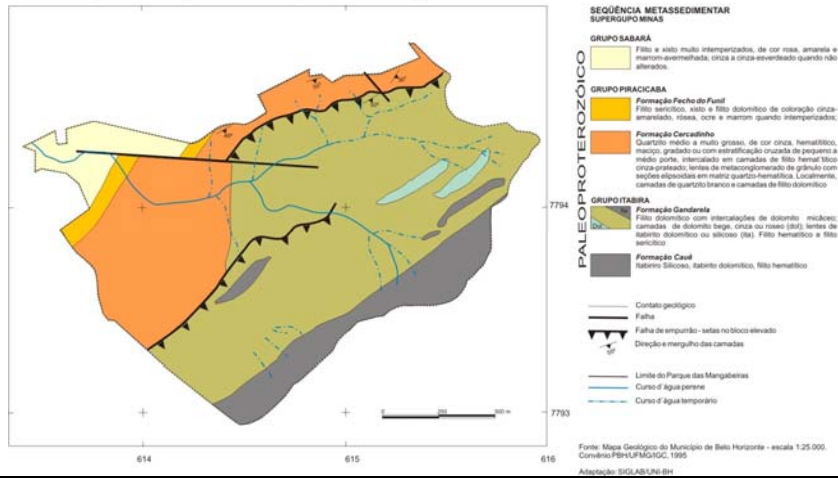 SEQÜÊNCIA METASSEDIMENTAR
SUPERGUPO MINAS
PALEOPROTEROZÓICO
GRUPO SABARÁ
Filito e xisto muito intemperizados, de cor rosa, amarela e
marrom-avermelhada; cinza a cinza-esverdeado quando não
alterados.
GRUPO PIRACICABA
Formação Fecho do Funil
Filito sericítico, xisto e filito dolomítico de coloração cinza-
amarelado, rósea, ocre e marrom quando intemperizados;
Formação Cercadinho
Quartzito médio a muito grosso, de cor cinza, hematitítico,
maciço, gradado ou com estratificação cruzada de pequeno a
médio porte, intercalado em camadas de filito hemat´titico
cinza-prateado; lentes de metaconglomerado de grânulo com
seções elipsoidais em matriz quartzo-hematítica. Localmente,
camadas de quartzito branco e camadas de filito dolomítico
GRUPO ITABIRA
Formação Gandarela
Filito dolomítico com intercalações de dolomito micáceo;
camadas de dolomito bege, cinza ou roseo (dol); lentes de
itabirito dolomítico ou silicoso (ita). Filito hematítico e filito
sericítico
Formação Cauê
Itabiriro Silicoso, itabirito dolomítico, filito hematítico
Contato geológico
Falha
Falha de empurrão - setas no bloco elevado
Direção e mergulho das camadas
Limite do Parque das Mangabeiras
Curso d´água perene
Curso d´água temporário
Fonte: Mapa Geológico do Município de Belo Horizonte - escala 1:25.000.
Convênio PBH/UFMG/IGC, 1995
Adaptação: SIGLAB/UNI-BH
7794
7793
0 250 500 m
614 615 616